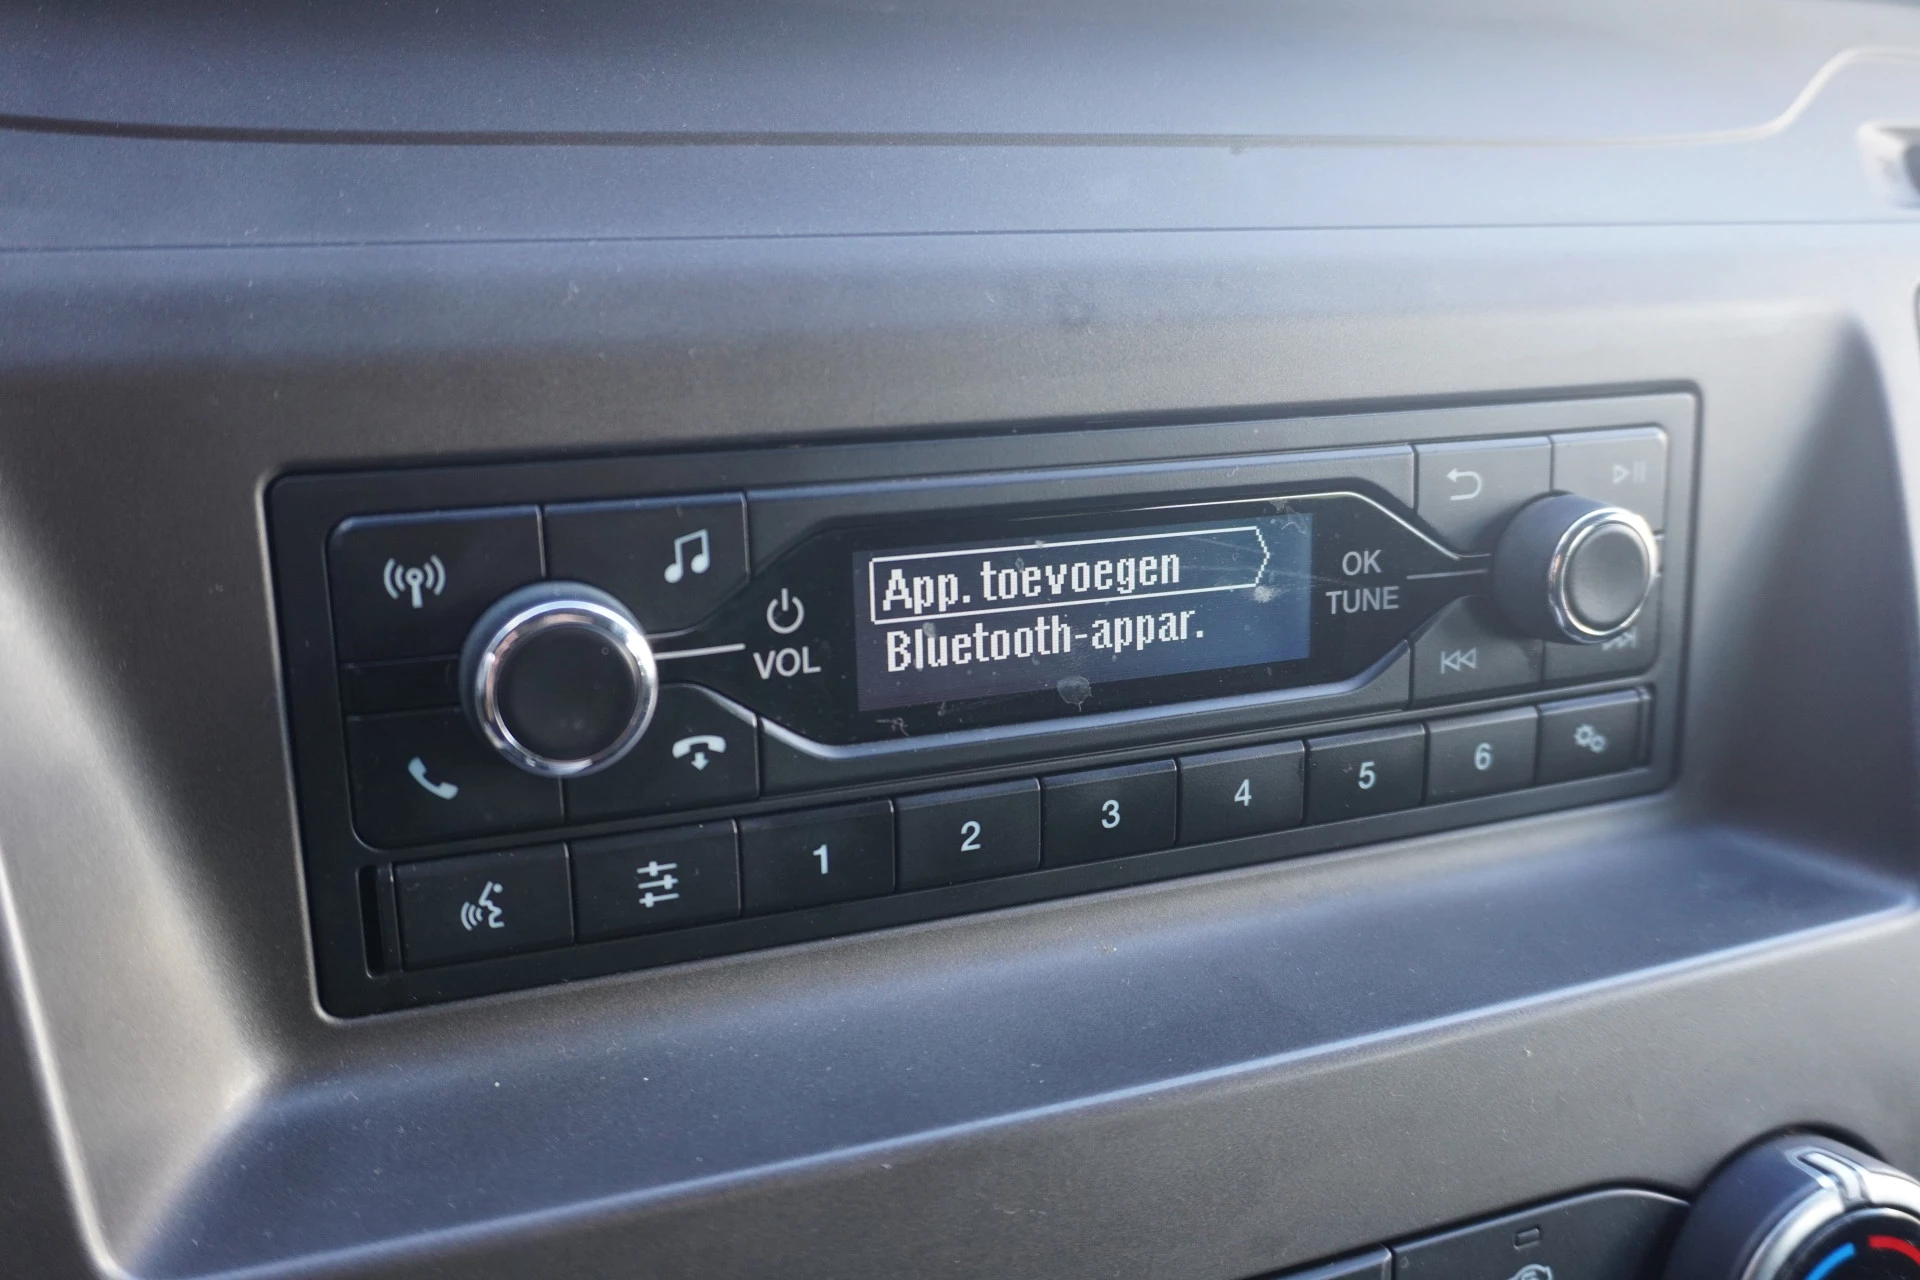 App. toevoegen
Bluetooth-appar.
VOL
OK
TUNE
1
2
3
4
5
6